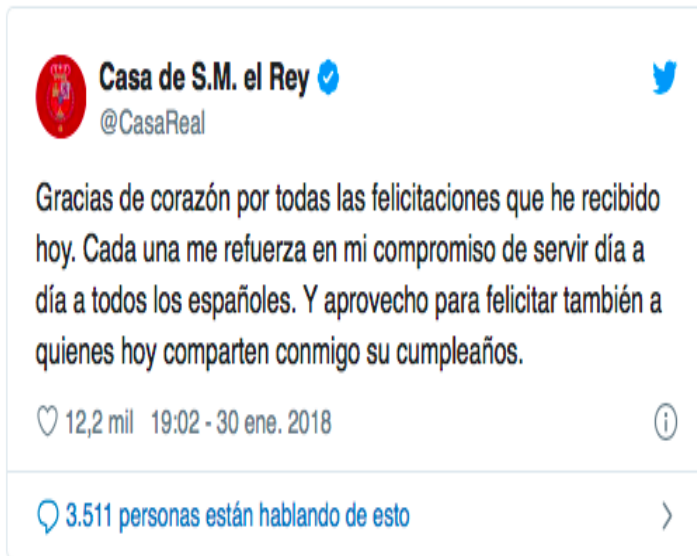 Casa de S.M. el Rey
@CasaReal
Gracias de corazón por todas las felicitaciones que he recibido
hoy. Cada una me refuerza en mi compromiso de servir día a
día a todos los españoles. Y aprovecho para felicitar también a
quienes hoy comparten conmigo su cumpleaños.
12,2 mil 19:02 - 30 ene. 2018
3.511 personas están hablando de esto